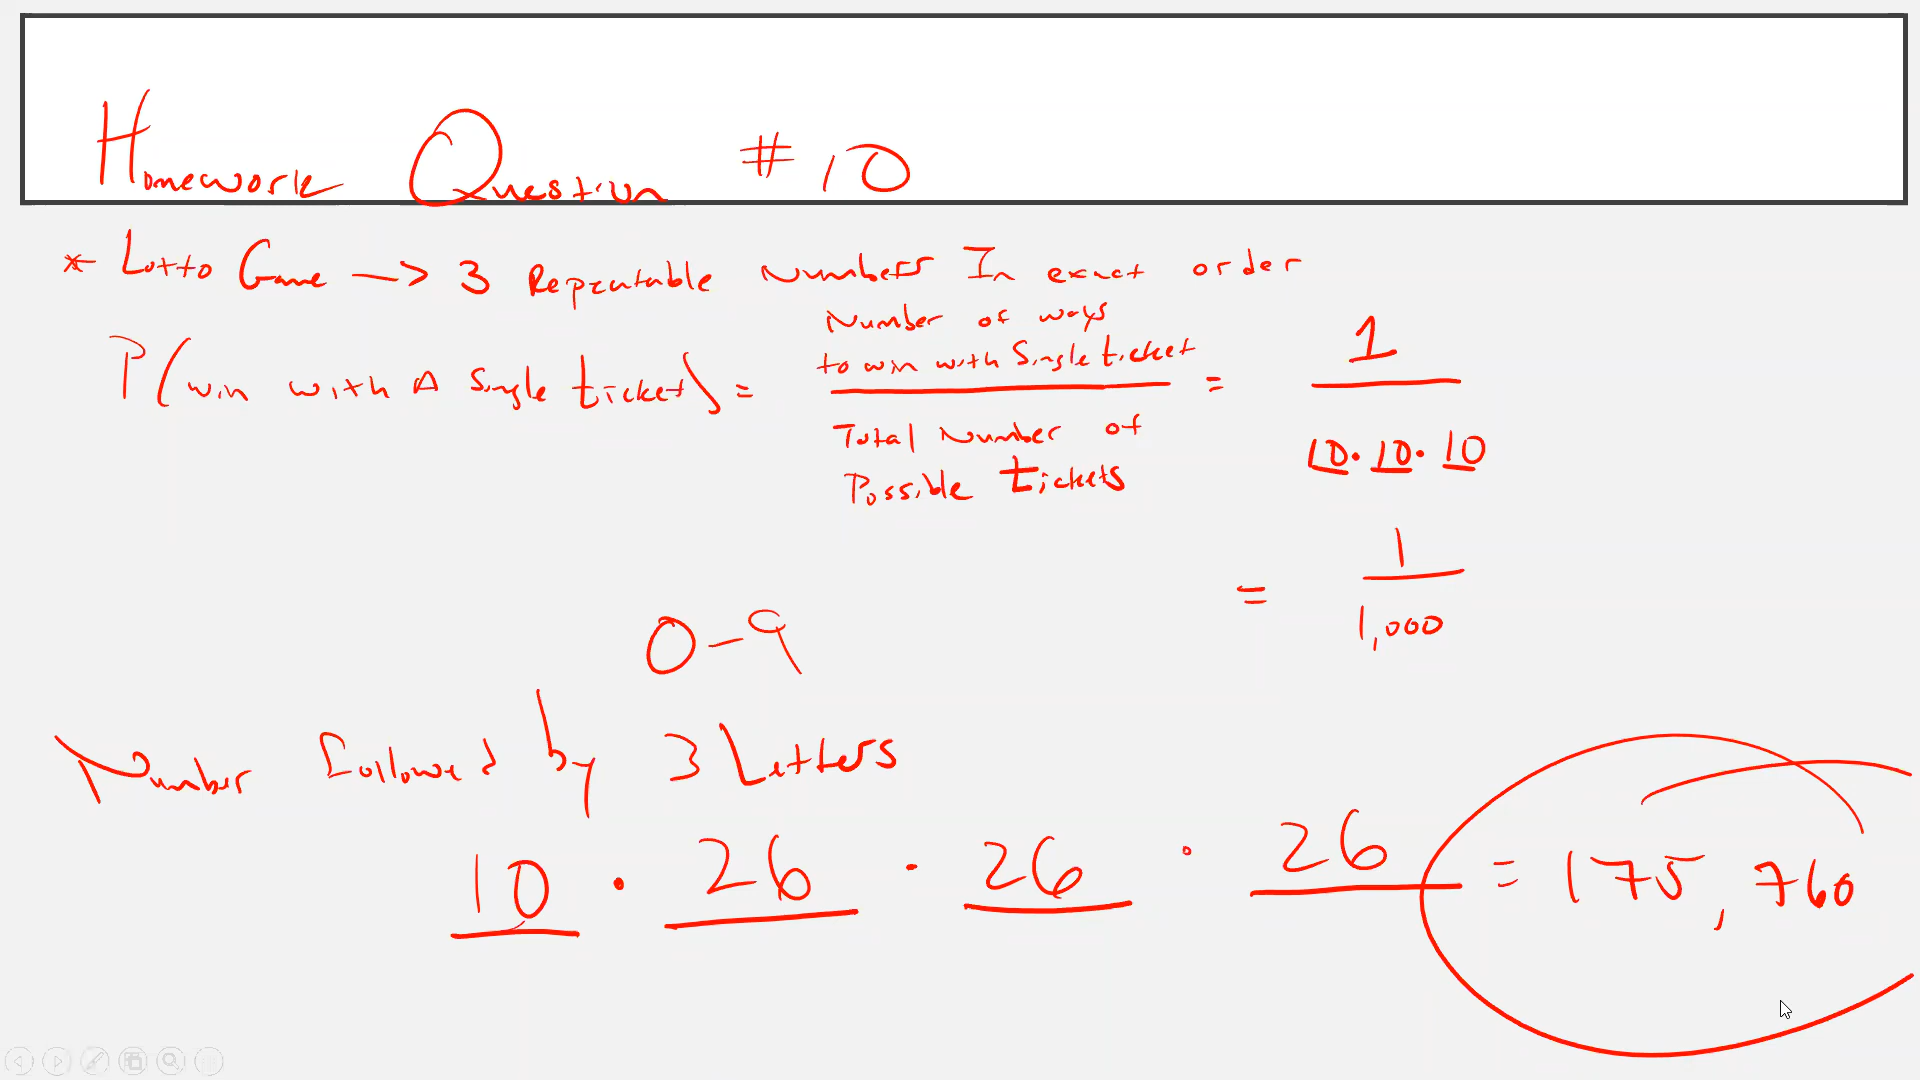 Homework Question # 10
* Lotto Game -> 3 Repeatable Numbers In exact order
P(win with A Single ticket) = Number of ways to win with Single ticket / Total Number of Possible tickets = 1 / 10 · 10 · 10
= 1 / 1,000
0-9
Number followed by 3 Letters
10 · 26 · 26 · 26 = 175,760